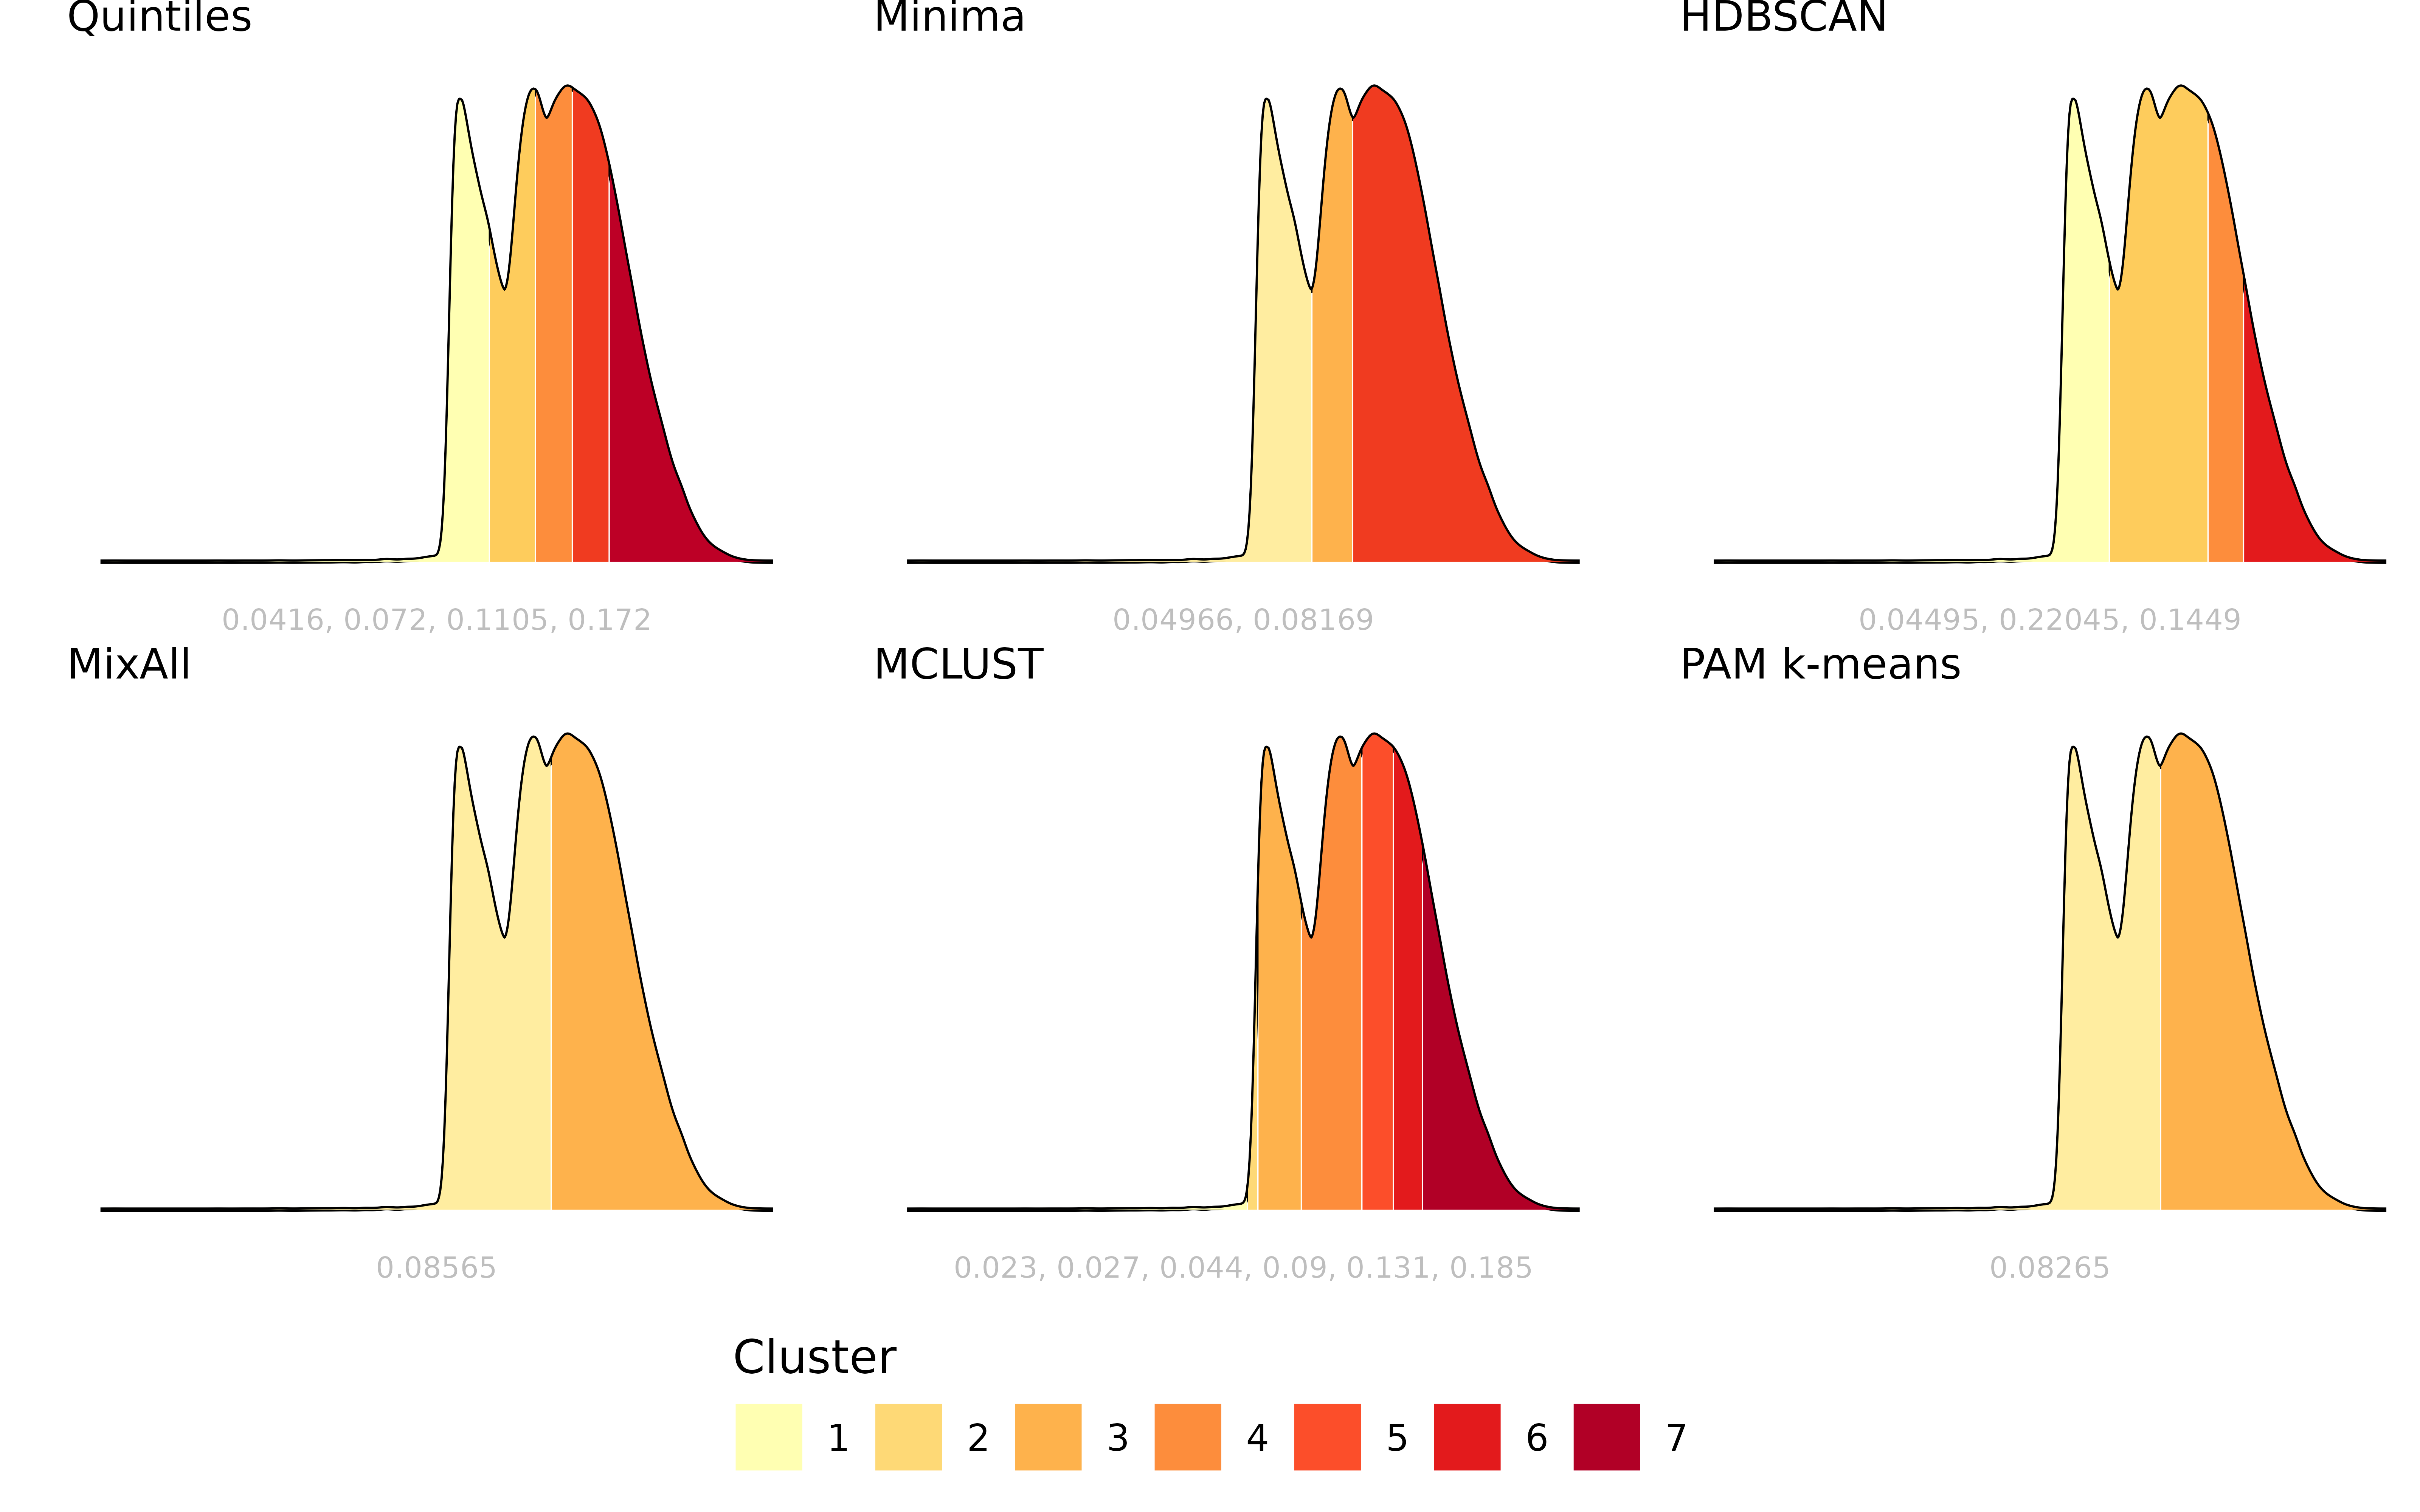 Quintiles
Minima
HDBSCAN
0.0416, 0.072, 0.1105, 0.172
0.04966, 0.08169
0.04495, 0.22045, 0.1449
MixAll
MCLUST
PAM k-means
0.08565
0.023, 0.027, 0.044, 0.09, 0.131, 0.185
0.08265
Cluster
1 2 3 4 5 6 7